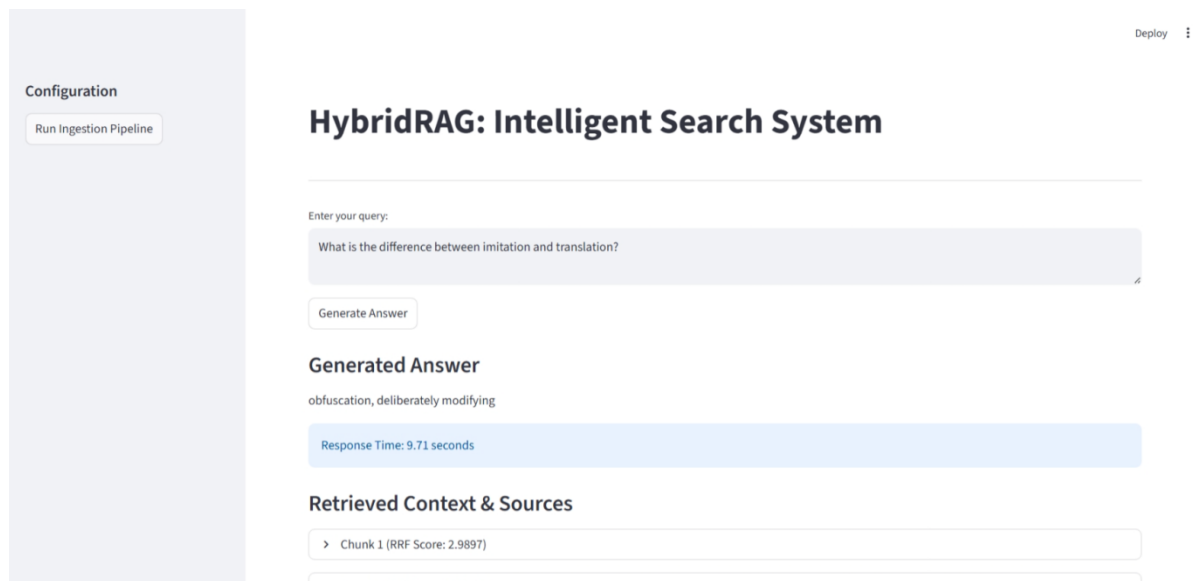 Deploy
Configuration
Run Ingestion Pipeline
HybridRAG: Intelligent Search System
Enter your query:
What is the difference between imitation and translation?
Generate Answer
Generated Answer
obfuscation, deliberately modifying
Response Time: 9.71 seconds
Retrieved Context & Sources
Chunk 1 (RRF Score: 2.9897)